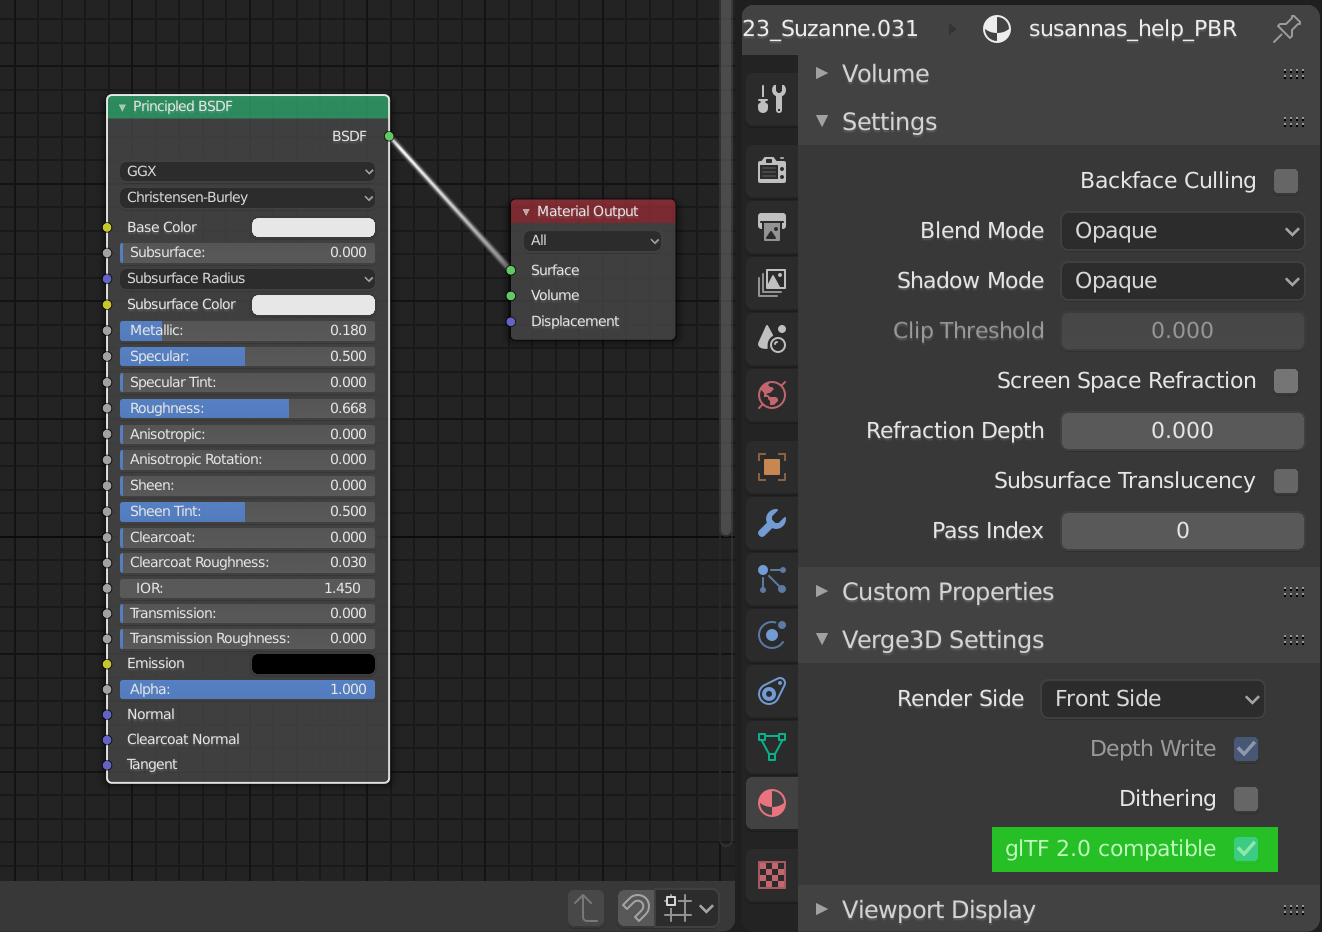 Principled BSDF
BSDF
GGX
Christensen-Burley
Base Color
Subsurface: 0.000
Subsurface Radius
Subsurface Color
Metallic: 0.180
Specular: 0.500
Specular Tint: 0.000
Roughness: 0.668
Anisotropic: 0.000
Anisotropic Rotation: 0.000
Sheen: 0.000
Sheen Tint: 0.500
Clearcoat: 0.000
Clearcoat Roughness: 0.030
IOR: 1.450
Transmission: 0.000
Transmission Roughness: 0.000
Emission
Alpha: 1.000
Normal
Clearcoat Normal
Tangent
Material Output
All
Surface
Volume
Displacement
23_Suzanne.031 susannas_help_PBR
Volume
Settings
Backface Culling
Blend Mode Opaque
Shadow Mode Opaque
Clip Threshold 0.000
Screen Space Refraction
Refraction Depth 0.000
Subsurface Translucency
Pass Index 0
Custom Properties
Verge3D Settings
Render Side Front Side
Depth Write
Dithering
glTF 2.0 compatible
Viewport Display